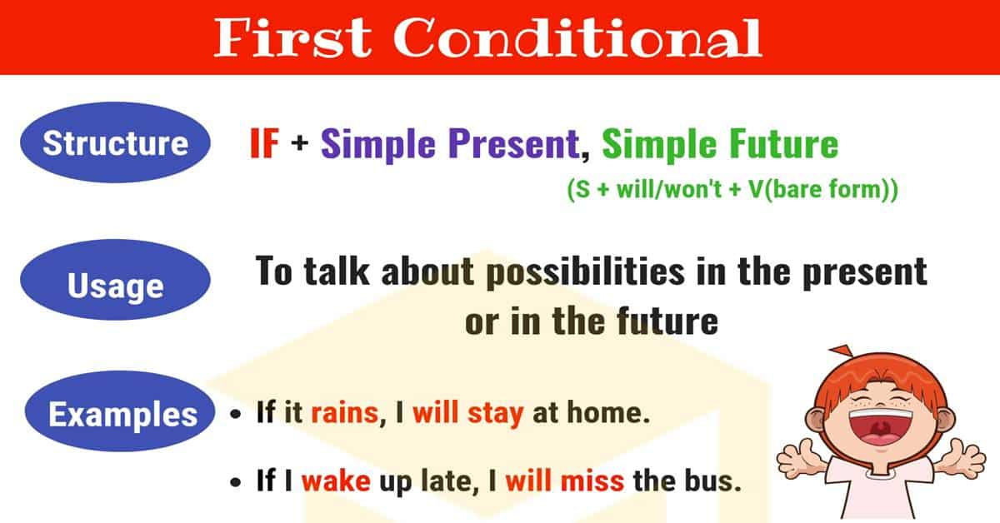 First Conditional
Structure
IF + Simple Present, Simple Future
(S + will/won't + V(bare form))
Usage
To talk about possibilities in the present
or in the future
Examples
• If it rains, I will stay at home.
• If I wake up late, I will miss the bus.